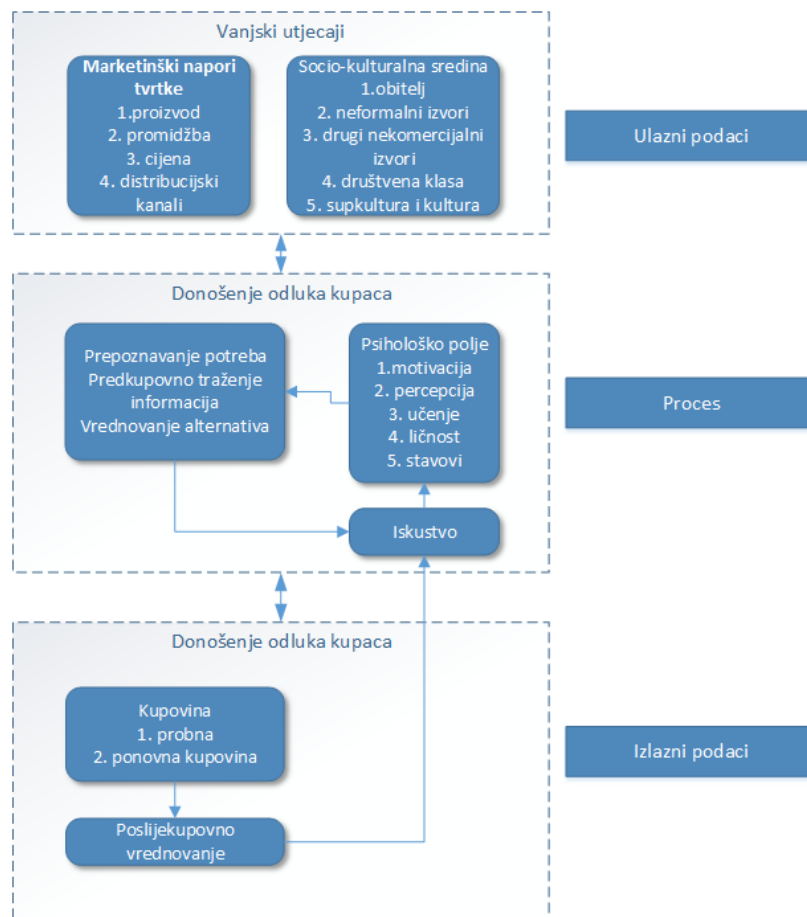 Vanjski utjecaji
Marketinški napori
tvrtke
1.proizvod
2. promidžba
3. cijena
4. distribucijski
kanali
Socio-kulturalna sredina
1.obitelj
2. neformalni izvori
3. drugi nekomercijalni
izvori
4. društvena klasa
5. supkultura i kultura
Ulazni podaci
Donošenje odluka kupaca
Prepoznavanje potreba
Predkupovno traženje
informacija
Vrednovanje alternativa
Psihološko polje
1.motivacija
2. percepcija
3. učenje
4. ličnost
5. stavovi
Iskustvo
Proces
Donošenje odluka kupaca
Kupovina
1. probna
2. ponovna kupovina
Poslijekupovno
vrednovanje
Izlazni podaci